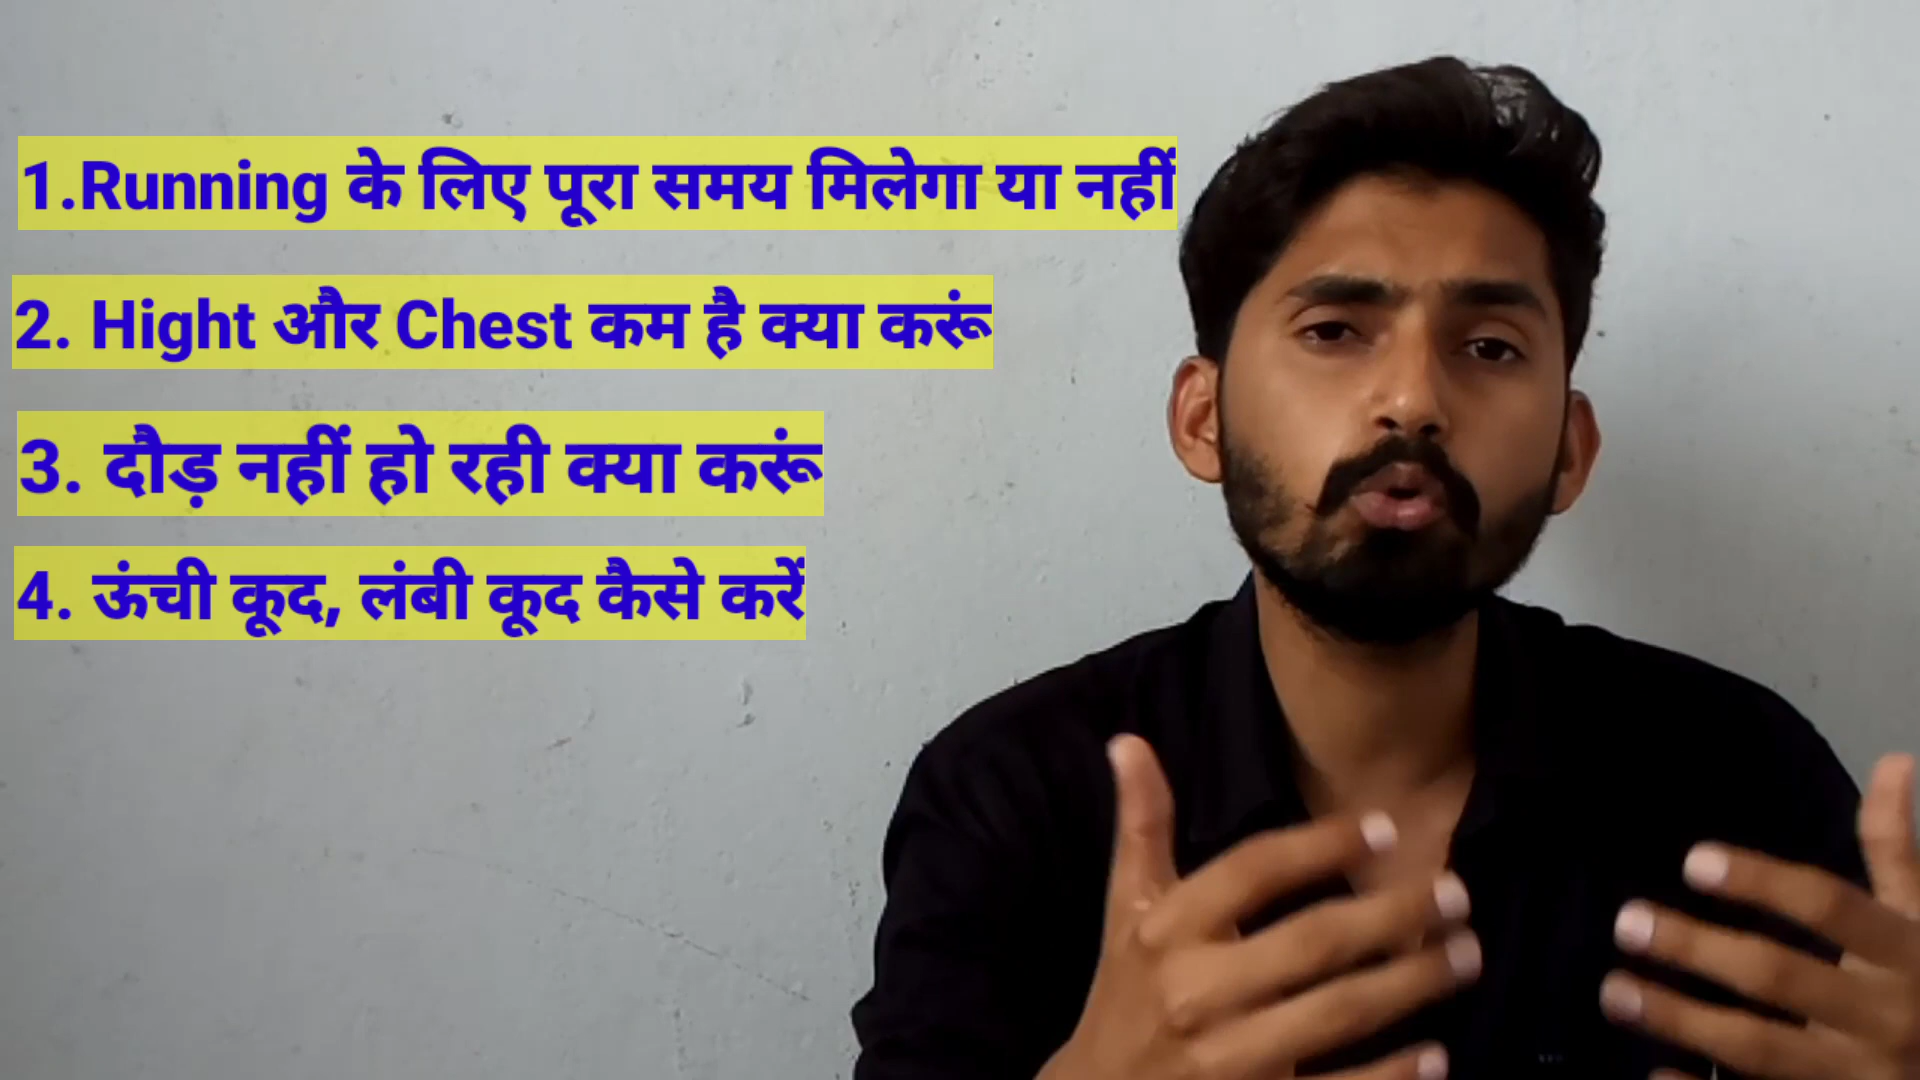 1.Running के लिए पूरा समय मिलेगा या नहीं
2. Hight और Chest कम है क्या करूं
3. दौड़ नहीं हो रही क्या करूं
4. ऊंची कूद, लंबी कूद कैसे करें